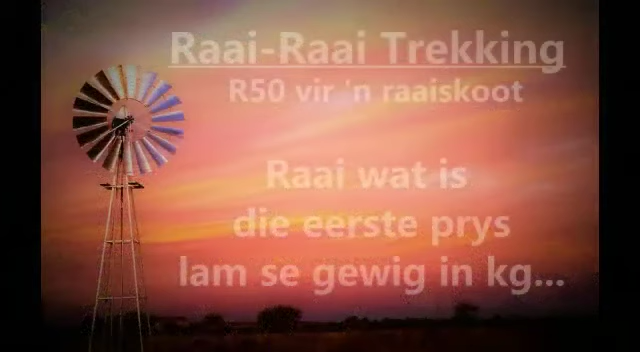 Raai-Raai Trekking
R50 vir 'n raaiskoot
Raai wat is
die eerste prys
lam se gewig in kg...